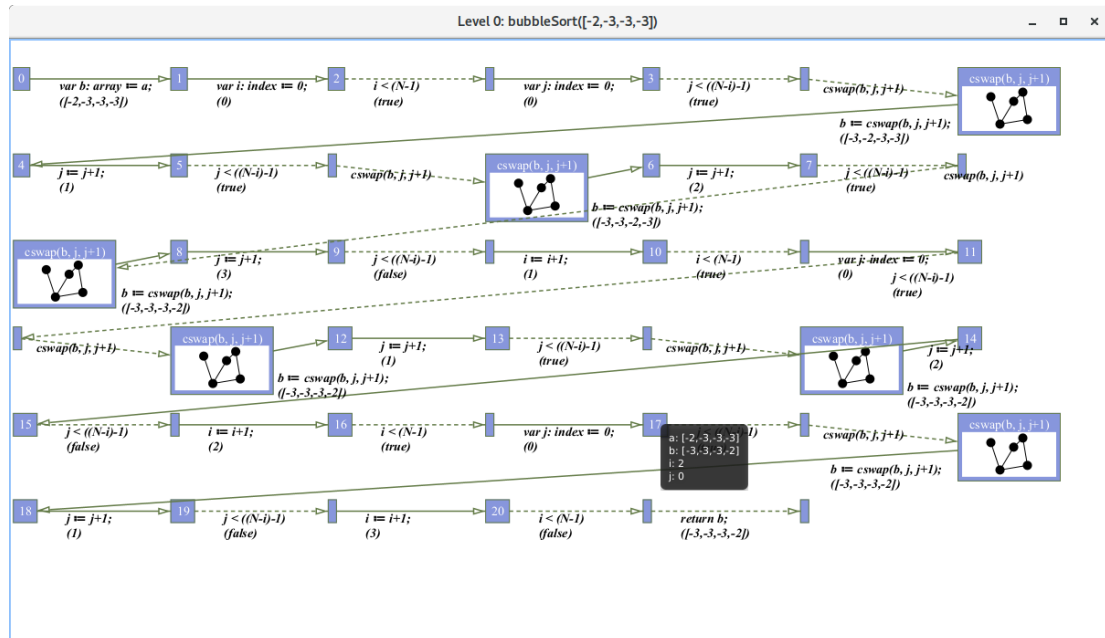 Level 0: bubbleSort([-2,-3,-3,-3])
0 1 2 3 cswap(b, j, j+1)
var b: array ≔ a; var i: index ≔ 0; i < (N-1) var j: index ≔ 0; j < ((N-i)-1) cswap(b, j, j+1)
([-2,-3,-3,-3]) (0) (true) (0) (true)
b ≔ cswap(b, j, j+1);
([-3,-2,-3,-3])
4 5 cswap(b, j, j+1) 6 7
j ≔ j+1; j < ((N-i)-1) cswap(b, j, j+1) j ≔ j+1; j < ((N-i)-1) cswap(b, j, j+1)
(1) (true) (2) (true)
b ≔ cswap(b, j, j+1);
([-3,-3,-2,-3])
cswap(b, j, j+1) 8 9 10 11
j ≔ j+1; j < ((N-i)-1) i ≔ i+1; i < (N-1) var j: index ≔ 0;
(3) (false) (1) (true) (0)
j < ((N-i)-1)
(true)
b ≔ cswap(b, j, j+1);
([-3,-3,-3,-2])
cswap(b, j, j+1) 12 13 cswap(b, j, j+1) 14
cswap(b, j, j+1) j ≔ j+1; j < ((N-i)-1) cswap(b, j, j+1) j ≔ j+1;
(1) (true) (2)
b ≔ cswap(b, j, j+1); b ≔ cswap(b, j, j+1);
([-3,-3,-3,-2]) ([-3,-3,-3,-2])
15 16 17 cswap(b, j, j+1)
j < ((N-i)-1) i ≔ i+1; i < (N-1) var j: index ≔ 0; cswap(b, j, j+1)
(false) (2) (true) (0)
a: [-2,-3,-3,-3]
b: [-3,-3,-3,-2]
i: 2
j: 0
b ≔ cswap(b, j, j+1);
([-3,-3,-3,-2])
18 19 20
j ≔ j+1; j < ((N-i)-1) i ≔ i+1; i < (N-1) return b;
(1) (false) (3) (false) ([-3,-3,-3,-2])